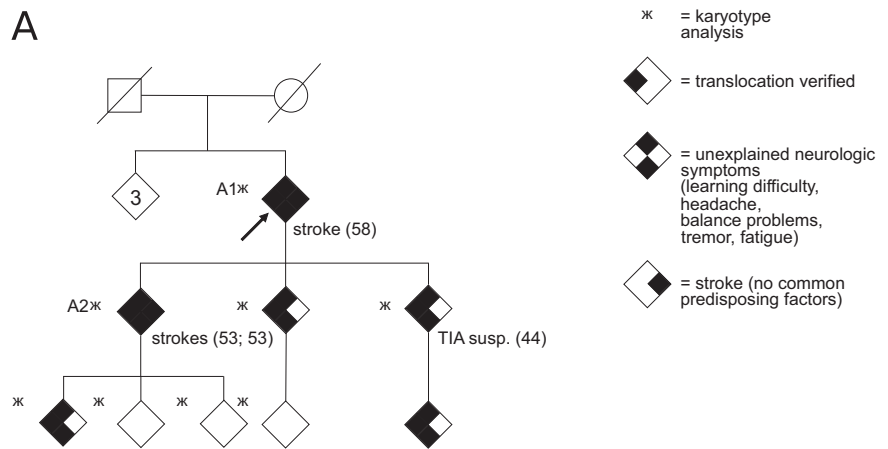 A
ж = karyotype
analysis
= translocation verified
= unexplained neurologic
symptoms
(learning difficulty,
headache,
balance problems,
tremor, fatigue)
= stroke (no common
predisposing factors)
3
A1ж
stroke (58)
A2ж
ж
ж
strokes (53; 53)
TIA susp. (44)
ж
ж
ж
ж